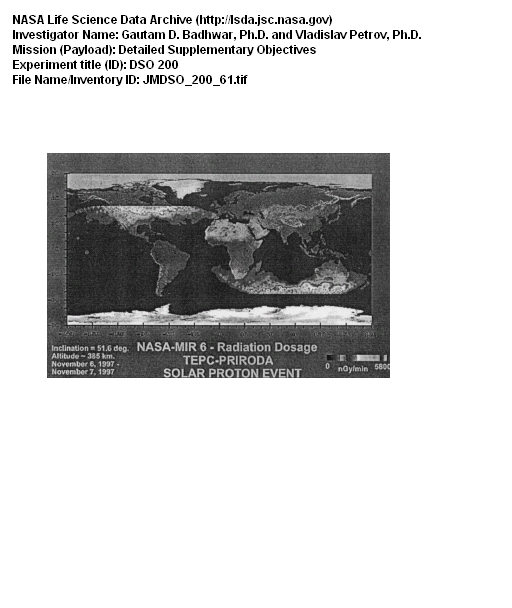 NASA Life Science Data Archive (http://lsda.jsc.nasa.gov)
Investigator Name: Gautam D. Badhwar, Ph.D. and Vladislav Petrov, Ph.D.
Mission (Payload): Detailed Supplementary Objectives
Experiment title (ID): DSO 200
File Name/Inventory ID: JMDSO_200_61.tif
Inclination = 51.6 deg.
Altitude ~ 385 km.
November 6, 1997 -
November 7, 1997
NASA-MIR 6 - Radiation Dosage
TEPC-PRIRODA
SOLAR PROTON EVENT
0 nGy/min 5800